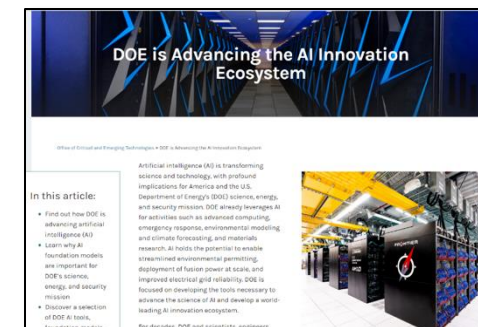 DOE is Advancing the AI Innovation
Ecosystem
Office of Critical and Emerging Technologies » DOE is Advancing the AI Innovation Ecosystem
In this article:
Find out how DOE is
advancing artificial
intelligence (AI)
Learn why AI
foundation models
are important for
DOE's science,
energy, and security
mission
Discover a selection
of DOE AI tools,
foundation models
Artificial intelligence (AI) is transforming
science and technology, with profound
implications for America and the U.S.
Department of Energy's (DOE) science, energy,
and security mission. DOE already leverages AI
for activities such as advanced computing,
emergency response, environmental modeling
and climate forecasting, and materials
research. AI holds the potential to enable
streamlined environmental permitting,
deployment of fusion power at scale, and
improved electrical grid reliability. DOE is
focused on developing the tools necessary to
advance the science of AI and develop a world-
leading AI innovation ecosystem.
For decades, DOE and scientists, engineers
FRONTIER